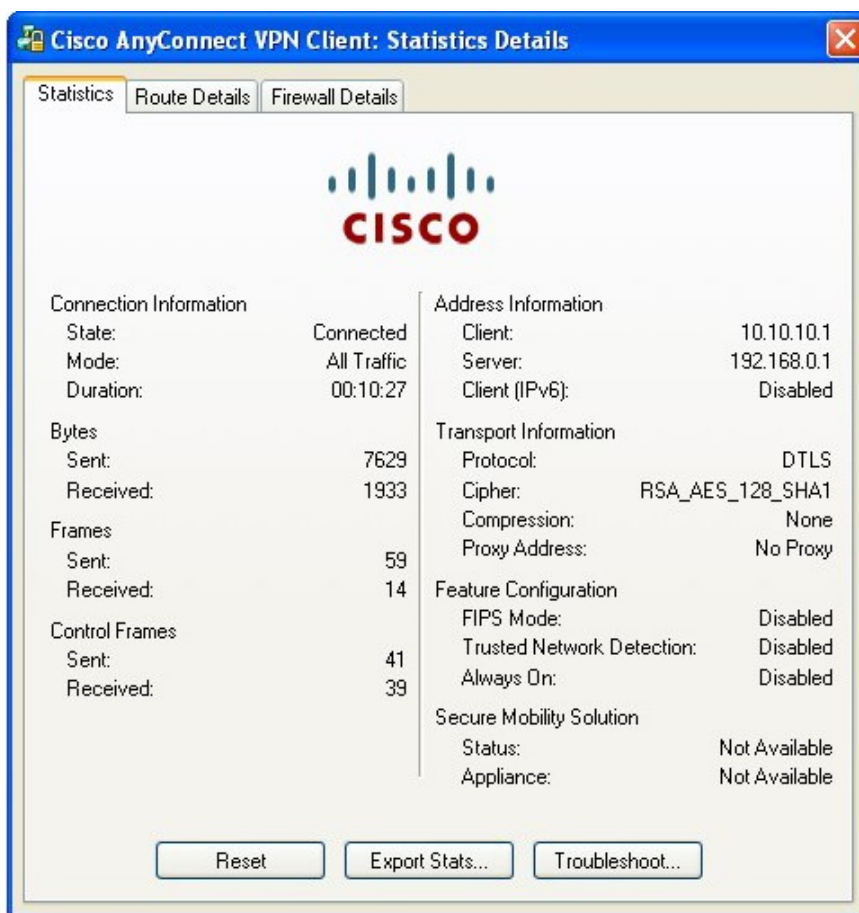 Cisco AnyConnect VPN Client: Statistics Details
Statistics
Route Details
Firewall Details
CISCO
Connection Information
State: Connected
Mode: All Traffic
Duration: 00:10:27
Bytes
Sent: 7629
Received: 1933
Frames
Sent: 59
Received: 14
Control Frames
Sent: 41
Received: 39
Address Information
Client: 10.10.10.1
Server: 192.168.0.1
Client (IPv6): Disabled
Transport Information
Protocol: DTLS
Cipher: RSA_AES_128_SHA1
Compression: None
Proxy Address: No Proxy
Feature Configuration
FIPS Mode: Disabled
Trusted Network Detection: Disabled
Always On: Disabled
Secure Mobility Solution
Status: Not Available
Appliance: Not Available
Reset
Export Stats...
Troubleshoot...